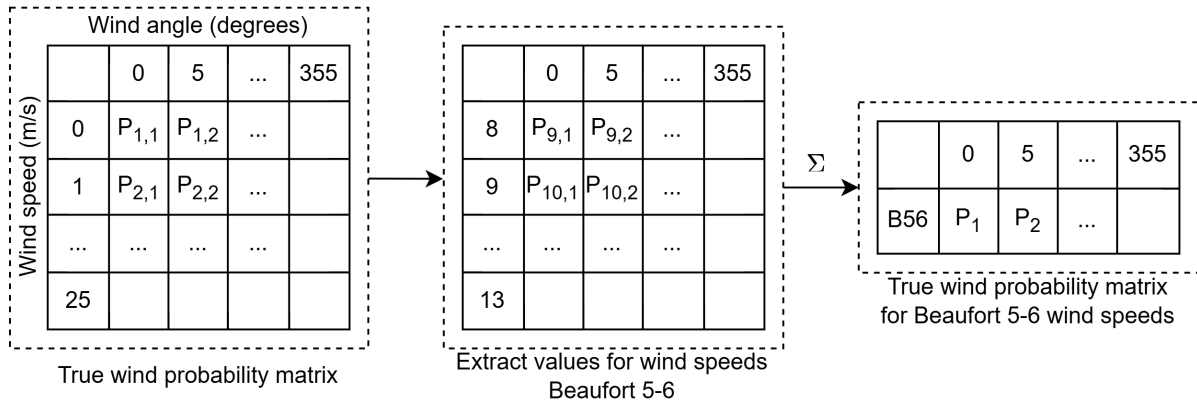 Wind angle (degrees)
Wind speed (m/s)
0 5 ... 355
0 P1,1 P1,2 ...
1 P2,1 P2,2 ...
... ... ... ...
25
True wind probability matrix
0 5 ... 355
8 P9,1 P9,2 ...
9 P10,1 P10,2 ...
... ... ... ...
13
Extract values for wind speeds
Beaufort 5-6
Σ
0 5 ... 355
B56 P1 P2 ...
True wind probability matrix
for Beaufort 5-6 wind speeds